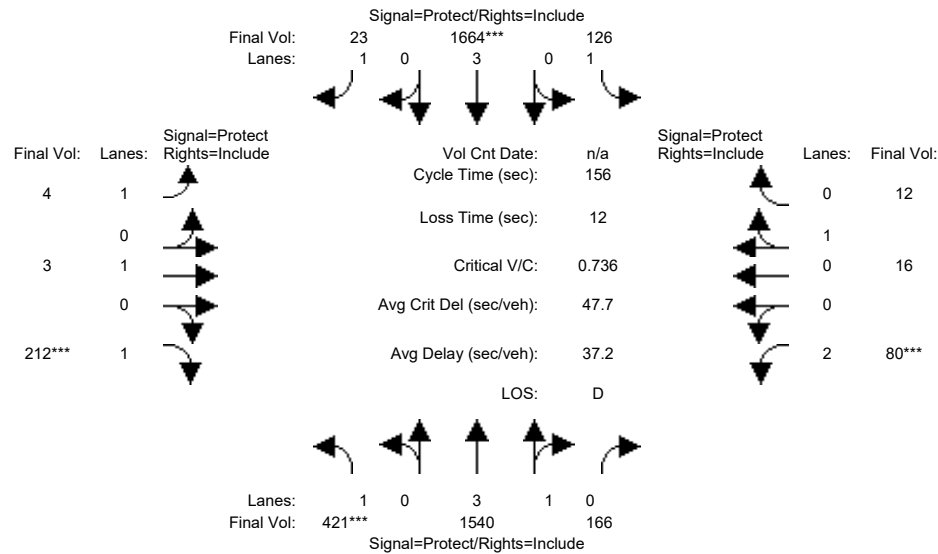 Signal=Protect/Rights=Include
Final Vol: 23 1664*** 126
Lanes: 1 0 3 0 1
Signal=Protect Signal=Protect
Final Vol: Lanes: Rights=Include Vol Cnt Date: n/a Rights=Include Lanes: Final Vol:
Cycle Time (sec): 156
4 1 0 12
Loss Time (sec): 12
0 1
3 1 Critical V/C: 0.736 0 16
0 Avg Crit Del (sec/veh): 47.7 0
212*** 1 Avg Delay (sec/veh): 37.2 2 80***
LOS: D
Lanes: 1 0 3 1 0
Final Vol: 421*** 1540 166
Signal=Protect/Rights=Include